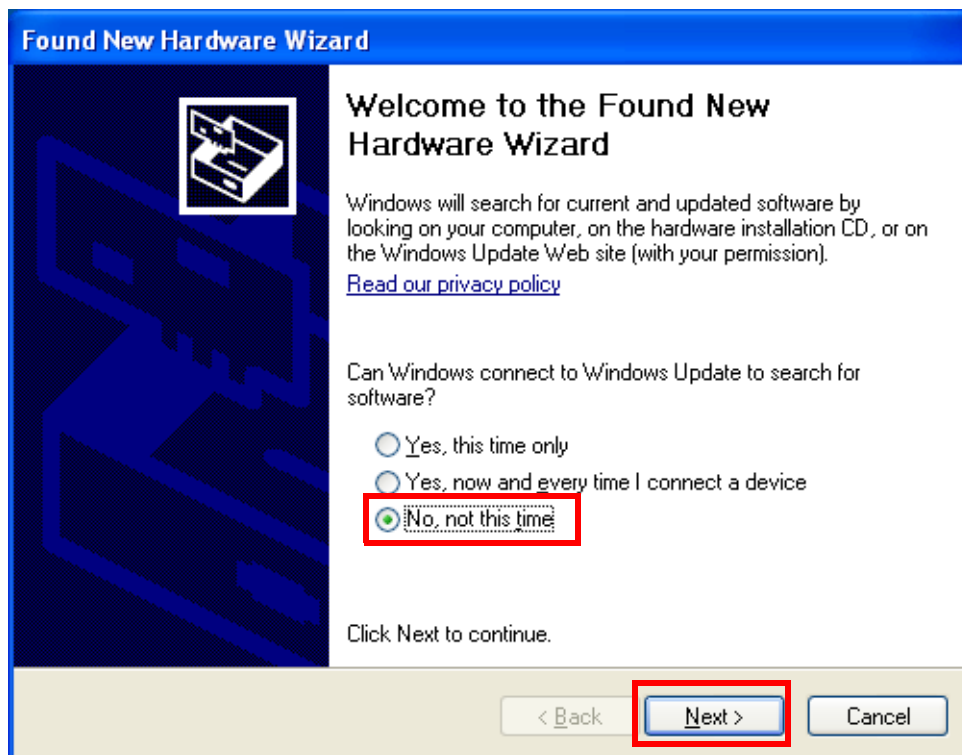 Found New Hardware Wizard
Welcome to the Found New
Hardware Wizard
Windows will search for current and updated software by
looking on your computer, on the hardware installation CD, or on
the Windows Update Web site (with your permission).
Read our privacy policy
Can Windows connect to Windows Update to search for
software?
Yes, this time only
Yes, now and every time I connect a device
No, not this time
Click Next to continue.
< Back
Next >
Cancel